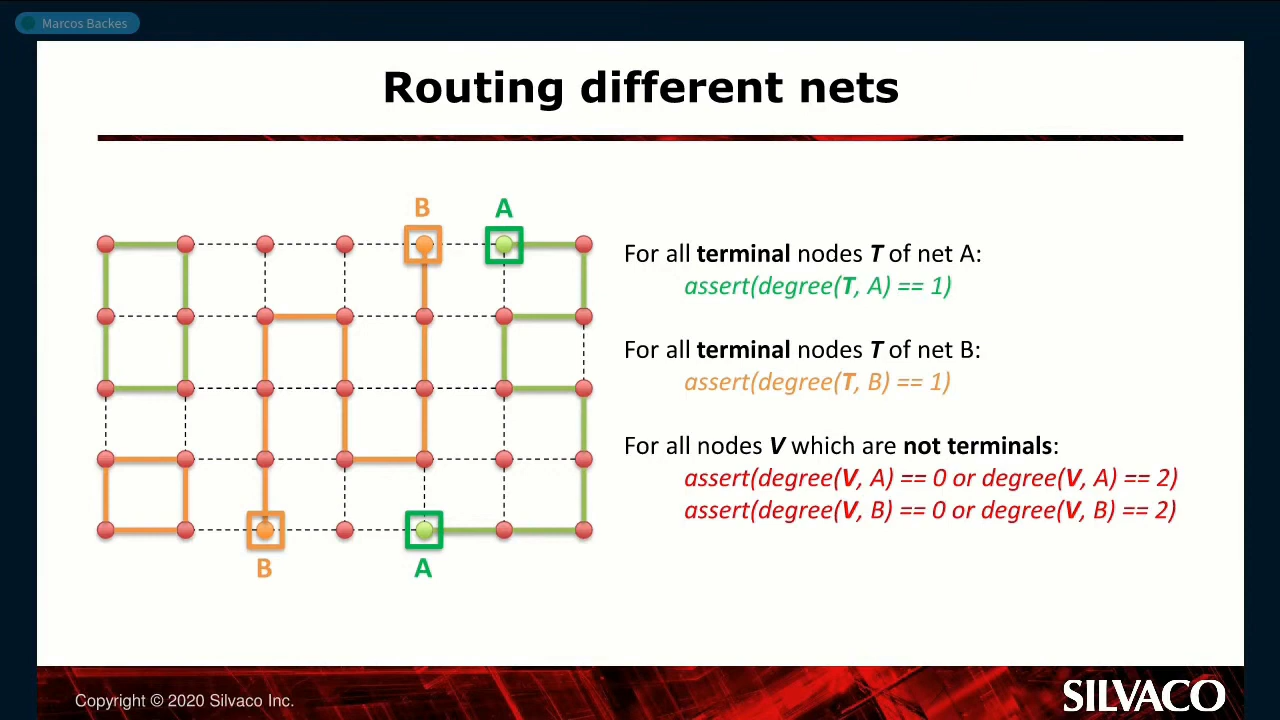 Marcos Backes
Routing different nets
B A
For all terminal nodes T of net A:
assert(degree(T, A) == 1)
For all terminal nodes T of net B:
assert(degree(T, B) == 1)
For all nodes V which are not terminals:
assert(degree(V, A) == 0 or degree(V, A) == 2)
assert(degree(V, B) == 0 or degree(V, B) == 2)
B A
Copyright © 2020 Silvaco Inc.
SILVACO